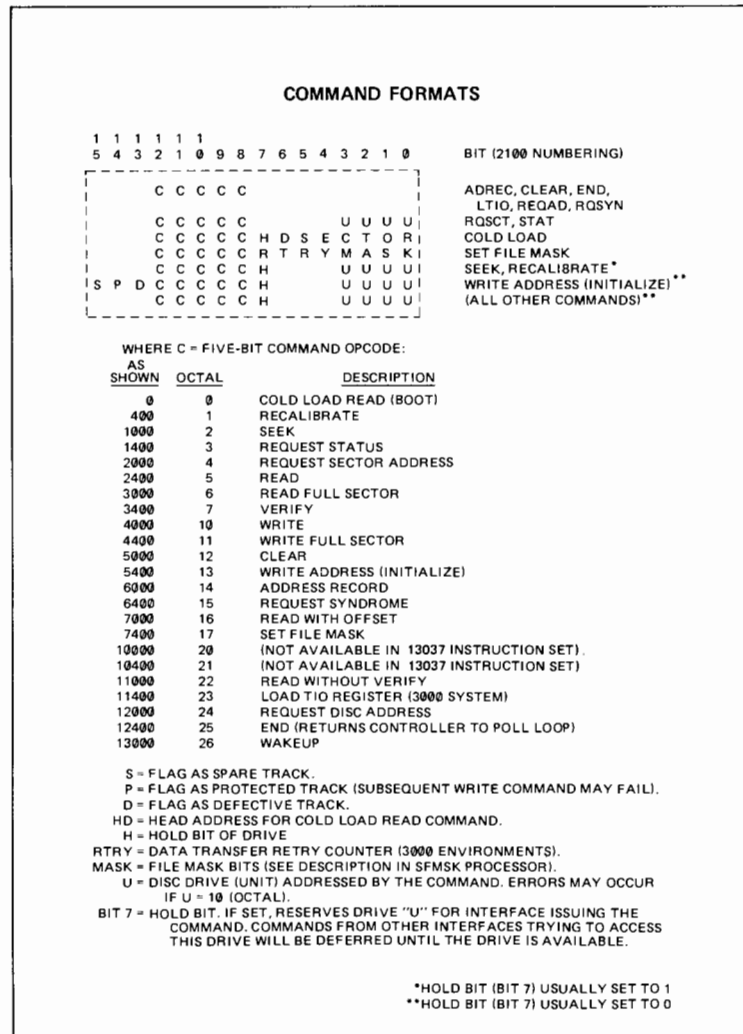 COMMAND FORMATS
1 1 1 1 1 1
5 4 3 2 1 0 9 8 7 6 5 4 3 2 1 0 BIT (2100 NUMBERING)
C C C C C ADREC, CLEAR, END,
LTIO, REQAD, RQSYN
C C C C C U U U U RQSCT, STAT
C C C C C H D S E C T O R COLD LOAD
C C C C C R T R Y M A S K SET FILE MASK
C C C C C H U U U U SEEK, RECALI8RATE*
S P D C C C C C H U U U U WRITE ADDRESS (INITIALIZE)**
C C C C C H U U U U (ALL OTHER COMMANDS)**
WHERE C = FIVE-BIT COMMAND OPCODE:
AS
SHOWN OCTAL DESCRIPTION
0 0 COLD LOAD READ (BOOT)
400 1 RECALIBRATE
1000 2 SEEK
1400 3 REQUEST STATUS
2000 4 REQUEST SECTOR ADDRESS
2400 5 READ
3000 6 READ FULL SECTOR
3400 7 VERIFY
4000 10 WRITE
4400 11 WRITE FULL SECTOR
5000 12 CLEAR
5400 13 WRITE ADDRESS (INITIALIZE)
6000 14 ADDRESS RECORD
6400 15 REQUEST SYNDROME
7000 16 READ WITH OFFSET
7400 17 SET FILE MASK
10000 20 (NOT AVAILABLE IN 13037 INSTRUCTION SET).
10400 21 (NOT AVAILABLE IN 13037 INSTRUCTION SET)
11000 22 READ WITHOUT VERIFY
11400 23 LOAD TIO REGISTER (3000 SYSTEM)
12000 24 REQUEST DISC ADDRESS
12400 25 END (RETURNS CONTROLLER TO POLL LOOP)
13000 26 WAKEUP
S = FLAG AS SPARE TRACK.
P = FLAG AS PROTECTED TRACK (SUBSEQUENT WRITE COMMAND MAY FAIL).
D = FLAG AS DEFECTIVE TRACK.
HD = HEAD ADDRESS FOR COLD LOAD READ COMMAND.
H = HOLD BIT OF DRIVE
RTRY = DATA TRANSFER RETRY COUNTER (3000 ENVIRONMENTS).
MASK = FILE MASK BITS (SEE DESCRIPTION IN SFMSK PROCESSOR).
U = DISC DRIVE (UNIT) ADDRESSED BY THE COMMAND. ERRORS MAY OCCUR
IF U = 10 (OCTAL).
BIT 7 = HOLD BIT. IF SET, RESERVES DRIVE "U" FOR INTERFACE ISSUING THE
COMMAND. COMMANDS FROM OTHER INTERFACES TRYING TO ACCESS
THIS DRIVE WILL BE DEFERRED UNTIL THE DRIVE IS AVAILABLE.
*HOLD BIT (BIT 7) USUALLY SET TO 1
**HOLD BIT (BIT 7) USUALLY SET TO 0